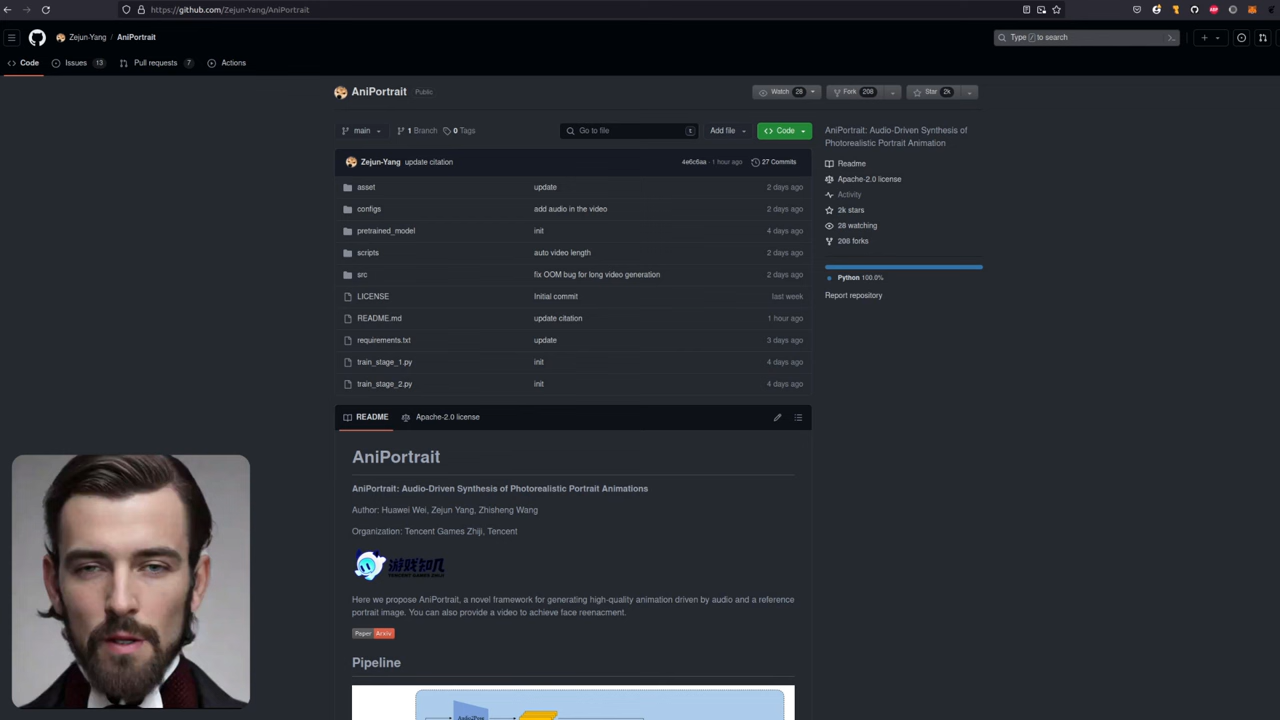 https://github.com/Zejun-Yang/AniPortrait
Zejun-Yang / AniPortrait
Type / to search
Code
Issues 13
Pull requests 7
Actions
AniPortrait Public
Watch 28
Fork 208
Star 2k
main
1 Branch
0 Tags
Go to file
t
Add file
Code
Zejun-Yang update citation
4e6c6aa · 1 hour ago
27 Commits
asset update 2 days ago
configs add audio in the video 2 days ago
pretrained_model init 4 days ago
scripts auto video length 2 days ago
src fix OOM bug for long video generation 2 days ago
LICENSE Initial commit last week
README.md update citation 1 hour ago
requirements.txt update 3 days ago
train_stage_1.py init 4 days ago
train_stage_2.py init 4 days ago
AniPortrait: Audio-Driven Synthesis of
Photorealistic Portrait Animation
Readme
Apache-2.0 license
Activity
2k stars
28 watching
208 forks
Python 100.0%
Report repository
README
Apache-2.0 license
AniPortrait
AniPortrait: Audio-Driven Synthesis of Photorealistic Portrait Animations
Author: Huawei Wei, Zejun Yang, Zhisheng Wang
Organization: Tencent Games Zhiji, Tencent
游戏知几
TENCENT GAMES ZHIJI
Here we propose AniPortrait, a novel framework for generating high-quality animation driven by audio and a reference
portrait image. You can also provide a video to achieve face reenacment.
Paper Arxiv
Pipeline